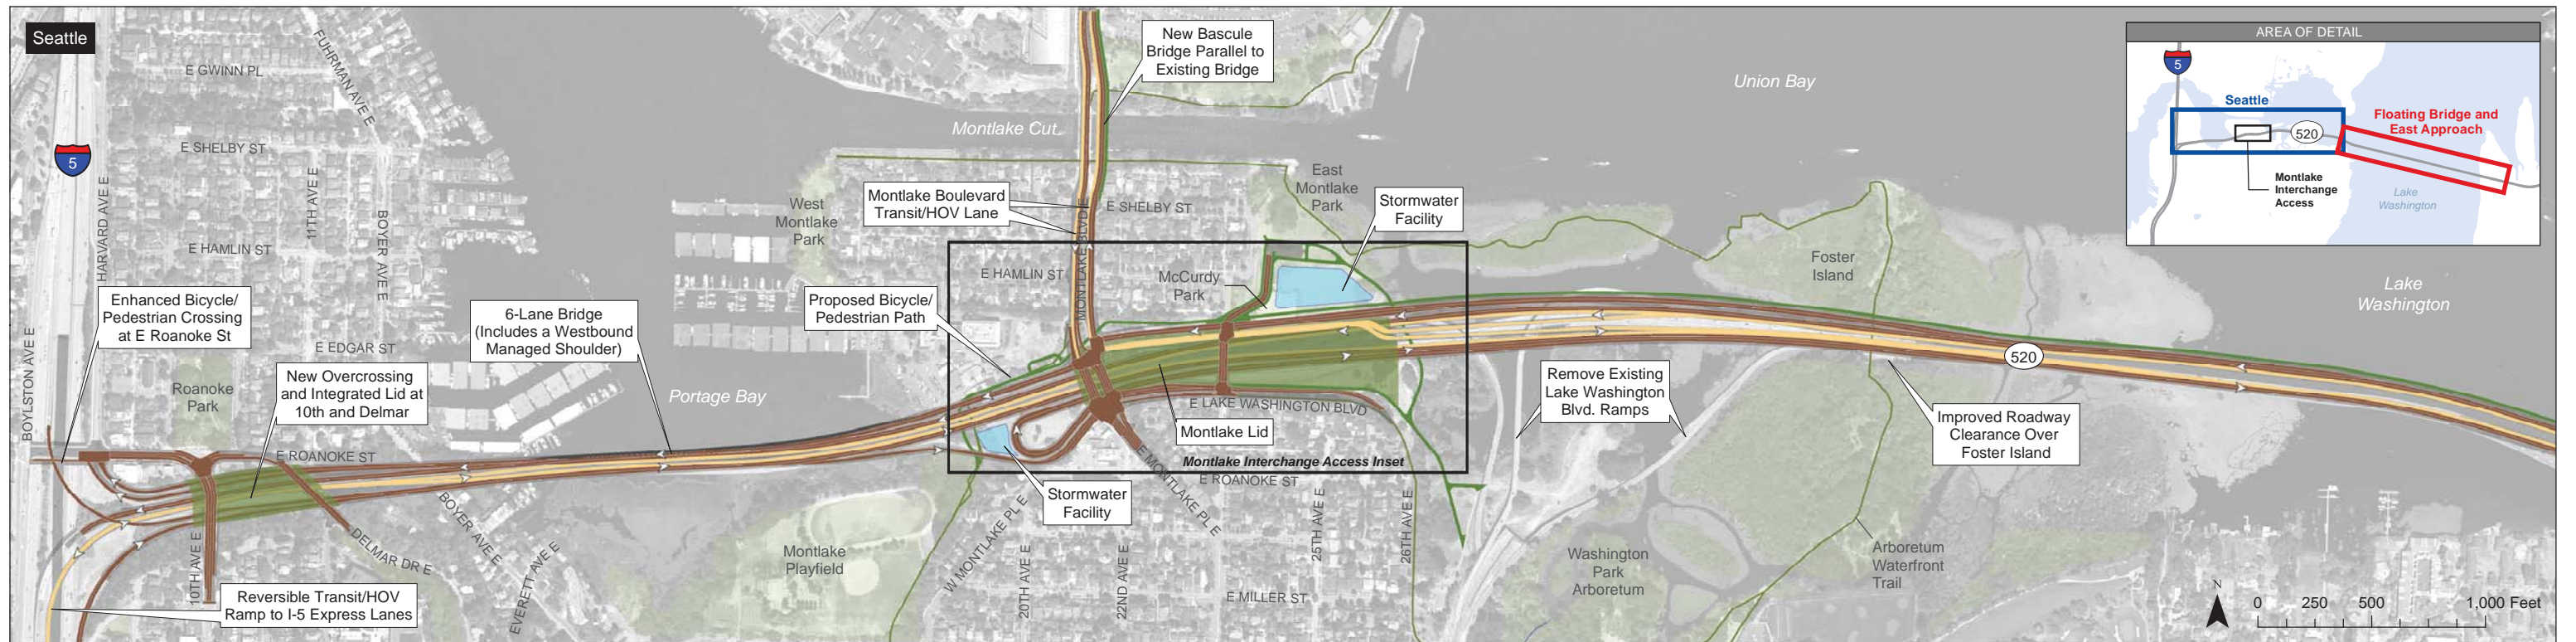 Seattle
FUHRMAN AVE E
E GWINN PL
E SHELBY ST
5
HARVARD AVE E
11TH AVE E
BOYER AVE E
E HAMLIN ST
Enhanced Bicycle/
Pedestrian Crossing
at E Roanoke St
BOYLSTON AVE E
E EDGAR ST
Roanoke
Park
New Overcrossing
and Integrated Lid at
10th and Delmar
6-Lane Bridge
(Includes a Westbound
Managed Shoulder)
Portage Bay
E ROANOKE ST
BOYER AVE E
DELMAR DR E
EVERETT AVE E
10TH AVE E
Reversible Transit/HOV
Ramp to I-5 Express Lanes
New Bascule
Bridge Parallel to
Existing Bridge
Montlake Cut
Union Bay
Montlake Boulevard
Transit/HOV Lane
West
Montlake
Park
MONTLAKE BLVD E
E SHELBY ST
East
Montlake
Park
Stormwater
Facility
E HAMLIN ST
McCurdy
Park
Proposed Bicycle/
Pedestrian Path
Foster
Island
Lake
Washington
520
E LAKE WASHINGTON BLVD
Montlake Lid
Montlake Interchange Access Inset
E ROANOKE ST
Remove Existing
Lake Washington
Blvd. Ramps
Improved Roadway
Clearance Over
Foster Island
Stormwater
Facility
E MONTLAKE PL E
W MONTLAKE PL E
Montlake
Playfield
20TH AVE E
22ND AVE E
25TH AVE E
26TH AVE E
E MILLER ST
Washington
Park
Arboretum
Arboretum
Waterfront
Trail
AREA OF DETAIL
5
Seattle
520
Floating Bridge and
East Approach
Montlake
Interchange
Access
Lake
Washington
N
0 250 500 1,000 Feet